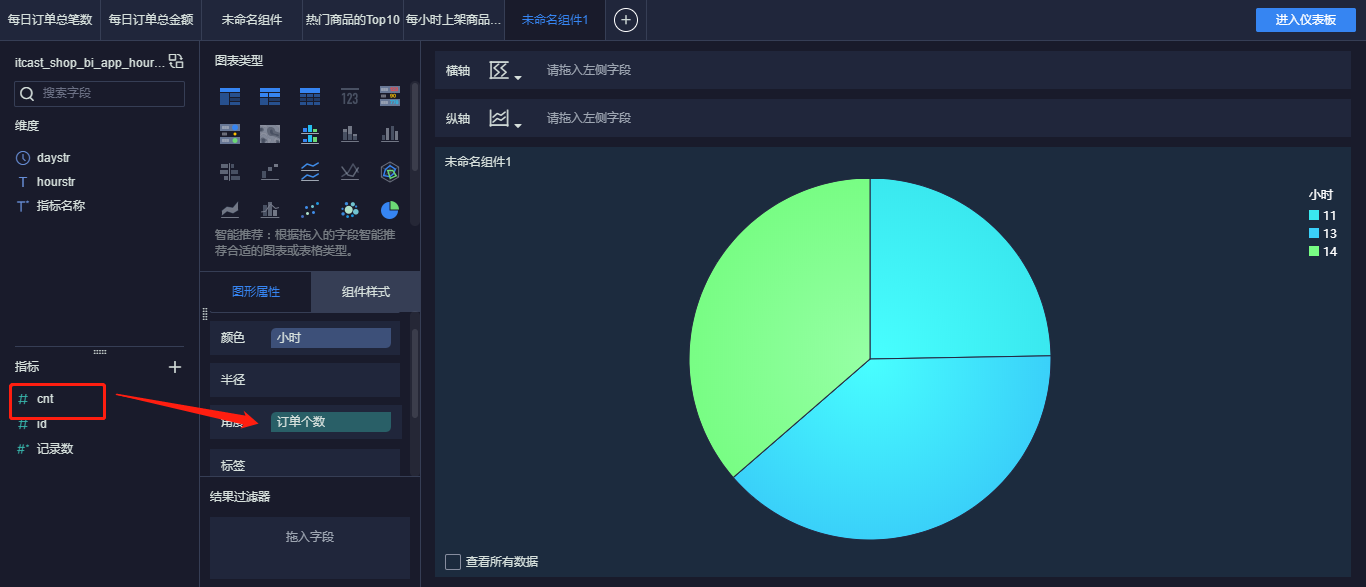 每日订单总笔数
每日订单总金额
未命名组件
热门商品的Top10
每小时上架商品...
未命名组件1
进入仪表板
itcast_shop_bi_app_hour...
搜索字段
维度
daystr
T hourstr
T* 指标名称
指标
# cnt
# id
#* 记录数
图表类型
123
智能推荐：根据拖入的字段智能推
荐合适的图表或表格类型。
图形属性
组件样式
颜色
小时
半径
角度
订单个数
标签
结果过滤器
拖入字段
横轴
请拖入左侧字段
纵轴
请拖入左侧字段
未命名组件1
小时
11
13
14
查看所有数据